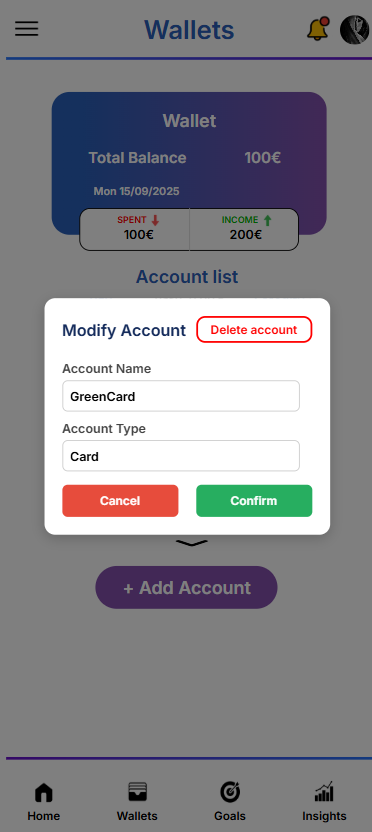 Wallets
Wallet
Total Balance 100€
Mon 15/09/2025
SPENT INCOME
100€ 200€
Account list
Modify Account Delete account
Account Name
GreenCard
Account Type
Card
Cancel Confirm
+ Add Account
Home Wallets Goals Insights